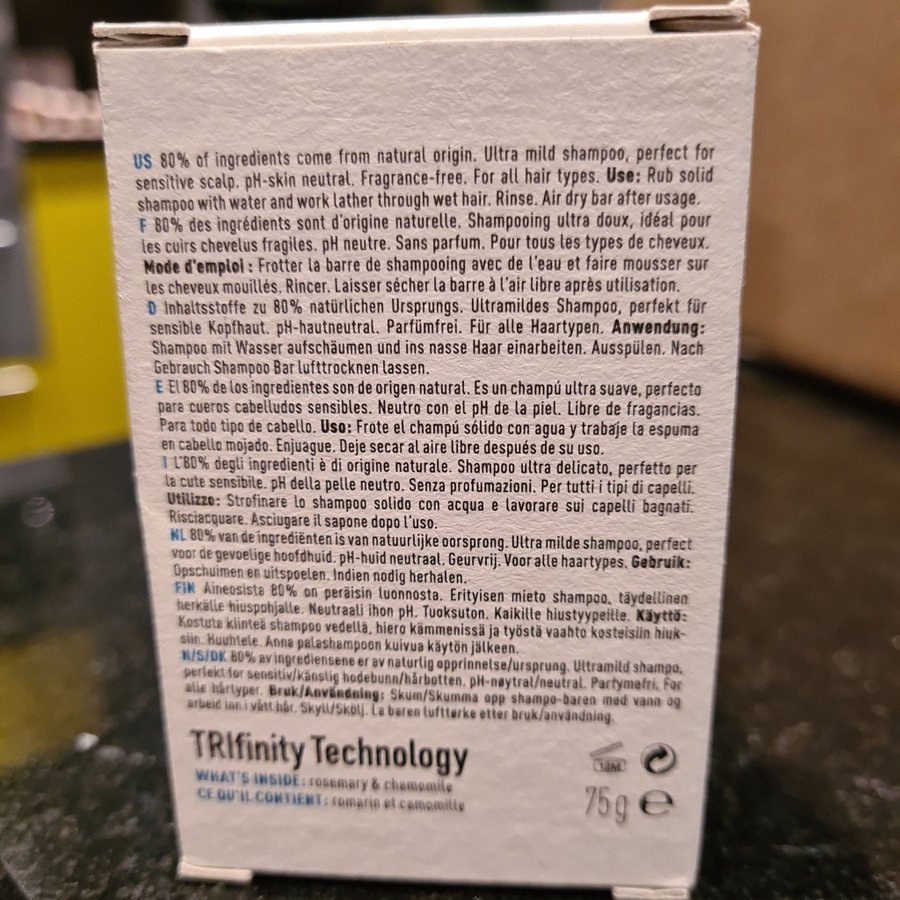 US 80% of ingredients come from natural origin. Ultra mild shampoo, perfect for
sensitive scalp. pH-skin neutral. Fragrance-free. For all hair types. Use: Rub solid
shampoo with water and work lather through wet hair. Rinse. Air dry bar after usage.
F 80% des ingrédients sont d'origine naturelle. Shampooing ultra doux, idéal pour
les cuirs chevelus fragiles. pH neutre. Sans parfum. Pour tous les types de cheveux.
Mode d'emploi : Frotter la barre de shampooing avec de l'eau et faire mousser sur
les cheveux mouillés. Rincer. Laisser sécher la barre à l'air libre après utilisation.
D Inhaltsstoffe zu 80% natürlichen Ursprungs. Ultramildes Shampoo, perfekt für
sensible Kopfhaut. pH-hautneutral. Parfümfrei. Für alle Haartypen. Anwendung:
Shampoo mit Wasser aufschäumen und ins nasse Haar einarbeiten. Ausspülen. Nach
Gebrauch Shampoo Bar lufttrocknen lassen.
E El 80% de los ingredientes son de origen natural. Es un champú ultra suave, perfecto
para cueros cabelludos sensibles. Neutro con el pH de la piel. Libre de fragancias.
Para todo tipo de cabello. Uso: Frote el champú sólido con agua y trabaje la espuma
en cabello mojado. Enjuague. Deje secar al aire libre después de su uso.
I L'80% degli ingredienti è di origine naturale. Shampoo ultra delicato, perfetto per
la cute sensibile. pH della pelle neutro. Senza profumazioni. Per tutti i tipi di capelli.
Utilizzo: Strofinare lo shampoo solido con acqua e lavorare sui capelli bagnati.
Risciacquare. Asciugare il sapone dopo l'uso.
NL 80% van de ingrediënten is van natuurlijke oorsprong. Ultra milde shampoo, perfect
voor de gevoelige hoofdhuid. pH-huid neutraal. Geurvrij. Voor alle haartypes. Gebruik:
Opschuimen en uitspoelen. Indien nodig herhalen.
FIN Aineosista 80% on peräisin luonnosta. Erityisen mieto shampoo, täydellinen
herkälle hiuspohjalle. Neutraali ihon pH. Tuoksuton. Kaikille hiustyypeille. Käyttö:
Kostuta kiinteä shampoo vedellä, hiero kämmenissä ja työstä vaahto kosteisiin hiuk-
siin. Huuhtele. Anna palashampoon kuivua käytön jälkeen.
N/S/DK 80% av ingrediensene er av naturlig opprinnelse/ursprung. Ultramild shampo,
perfekt for sensitiv/känslig hodebunn/hårbotten. pH-nøytral/neutral. Parfymefri. For
alle hårtyper. Bruk/Användning: Skum/Skumma opp shampo-baren med vann og
arbeid inn i vått hår. Skyll/Skölj. La baren lufttørke etter bruk/användning.
TRIfinity Technology
WHAT'S INSIDE: rosemary & chamomile
CE QU'IL CONTIENT: romarin et camomille
12M
75g e